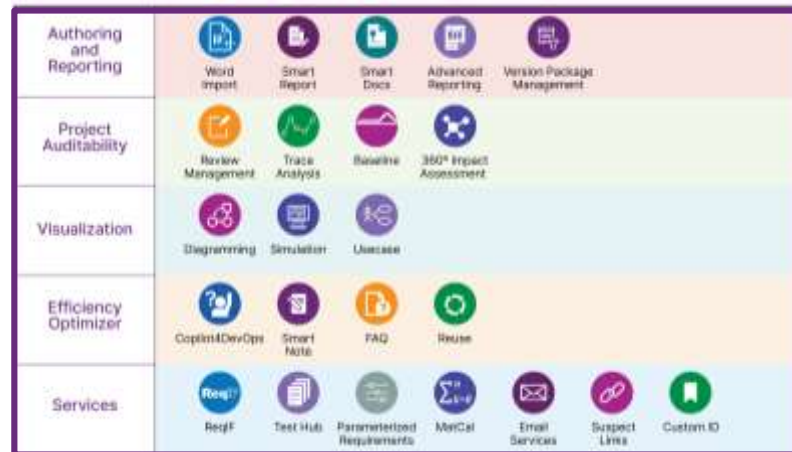 Authoring
and
Reporting
Word
Import
Smart
Report
Smart
Docs
Advanced
Reporting
Version Package
Management
Project
Auditability
Review
Management
Trace
Analysis
Baseline
360° Impact
Assessment
Visualization
Diagramming
Simulation
Usecase
Efficiency
Optimizer
Copilot4DevOps
Smart
Note
FAQ
Reuse
Services
ReqIF
ReqIF
Test Hub
Parameterized
Requirements
MatCal
Email
Services
Suspect
Links
Custom ID